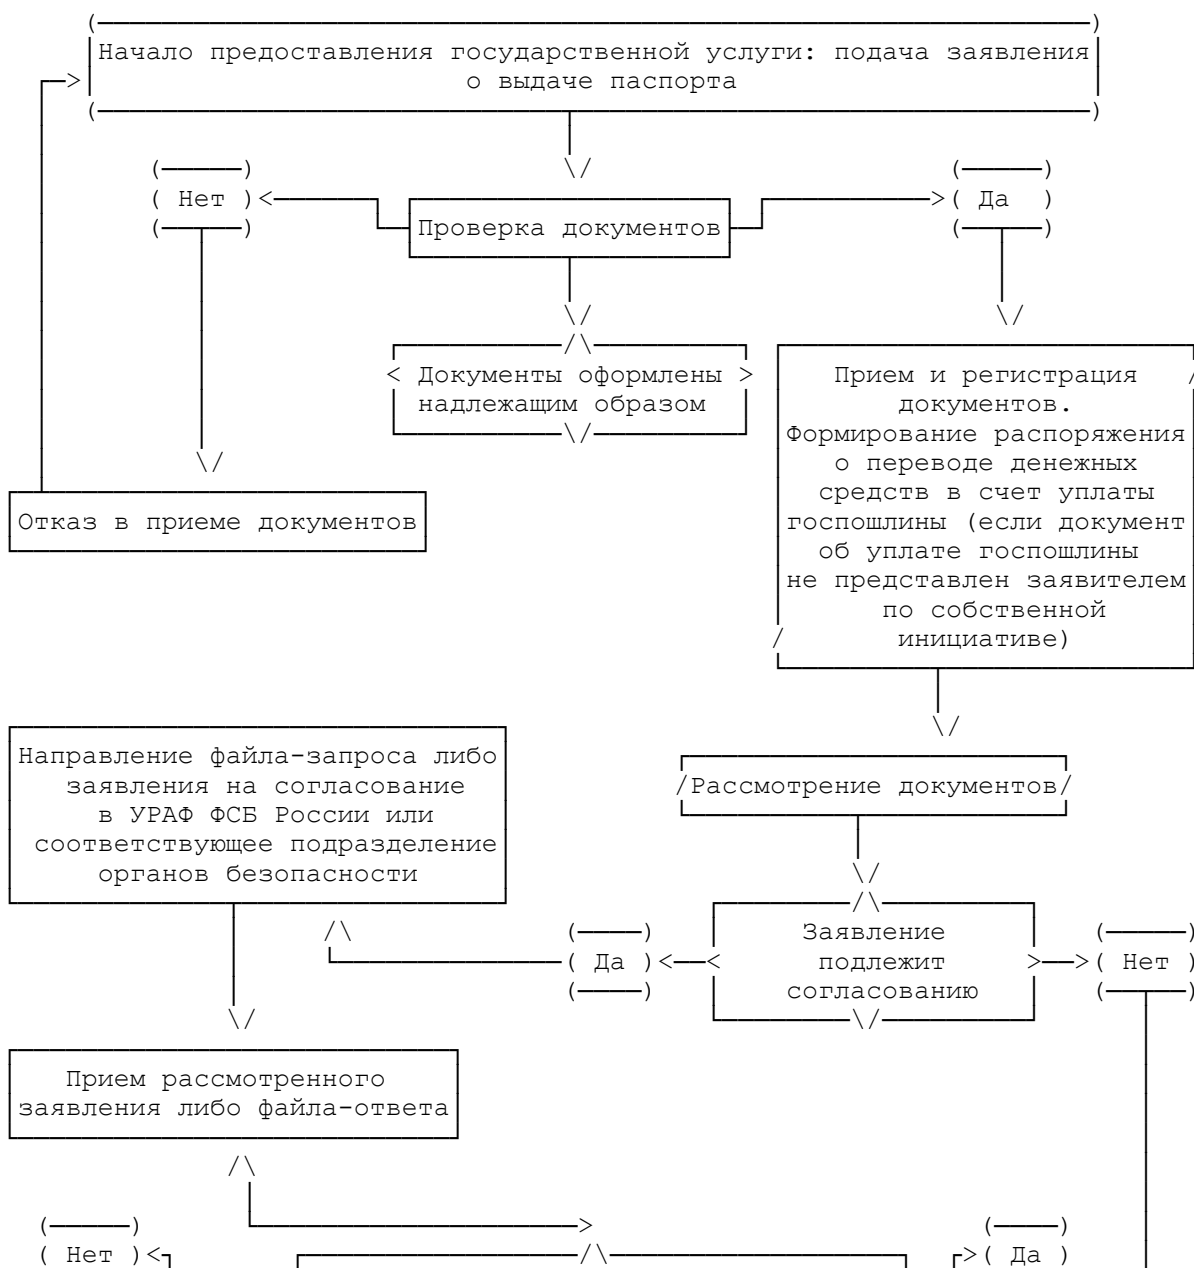 Начало предоставления государственной услуги: подача заявления
о выдаче паспорта
Нет
Да
Проверка документов
Документы оформлены
надлежащим образом
Прием и регистрация
документов.
Формирование распоряжения
о переводе денежных
средств в счет уплаты
госпошлины (если документ
об уплате госпошлины
не представлен заявителем
по собственной
инициативе)
Отказ в приеме документов
Направление файла-запроса либо
заявления на согласование
в УРАФ ФСБ России или
соответствующее подразделение
органов безопасности
Рассмотрение документов
Да
Заявление
подлежит
согласованию
Нет
Прием рассмотренного
заявления либо файла-ответа
Нет
Да